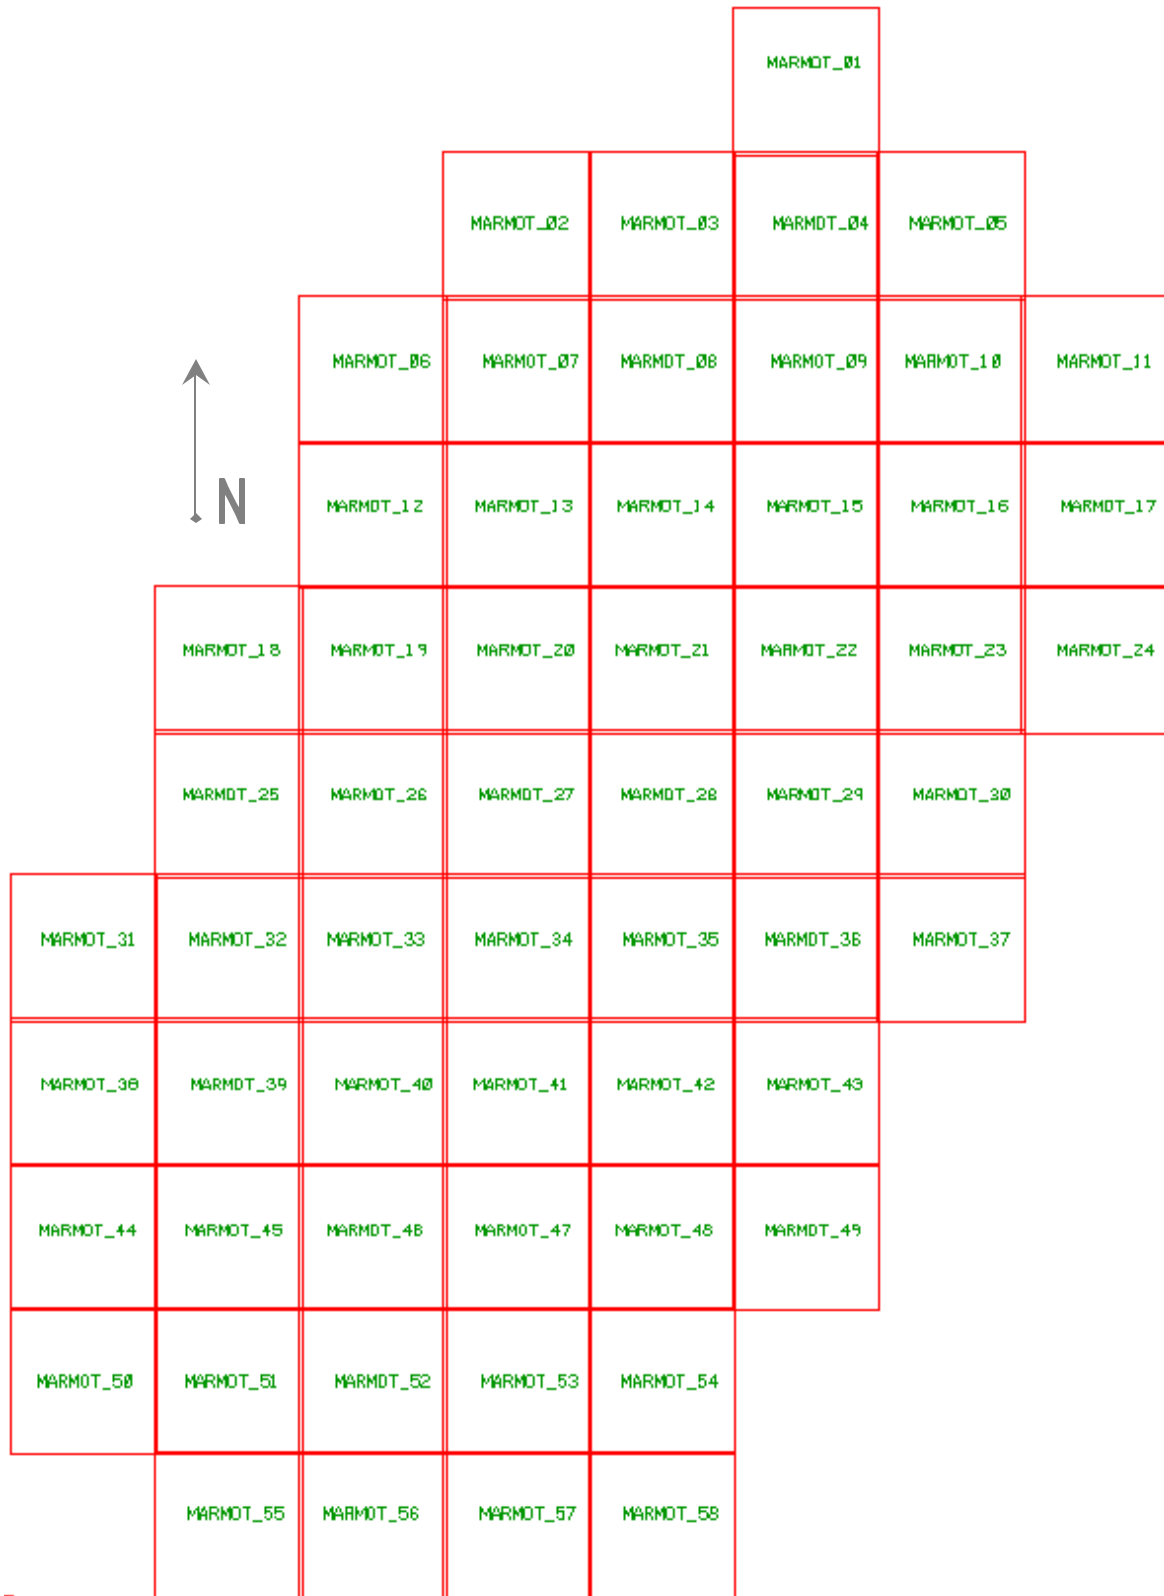 MARMOT_01
MARMOT_02 MARMOT_03 MARMOT_04 MARMOT_05
MARMOT_06 MARMOT_07 MARMOT_08 MARMOT_09 MARMOT_10 MARMOT_11
MARMOT_12 MARMOT_13 MARMOT_14 MARMOT_15 MARMOT_16 MARMOT_17
N
MARMOT_18 MARMOT_19 MARMOT_20 MARMOT_21 MARMOT_22 MARMOT_23 MARMOT_24
MARMOT_25 MARMOT_26 MARMOT_27 MARMOT_28 MARMOT_29 MARMOT_30
MARMOT_31 MARMOT_32 MARMOT_33 MARMOT_34 MARMOT_35 MARMOT_36 MARMOT_37
MARMOT_38 MARMOT_39 MARMOT_40 MARMOT_41 MARMOT_42 MARMOT_43
MARMOT_44 MARMOT_45 MARMOT_46 MARMOT_47 MARMOT_48 MARMOT_49
MARMOT_50 MARMOT_51 MARMOT_52 MARMOT_53 MARMOT_54
MARMOT_55 MARMOT_56 MARMOT_57 MARMOT_58